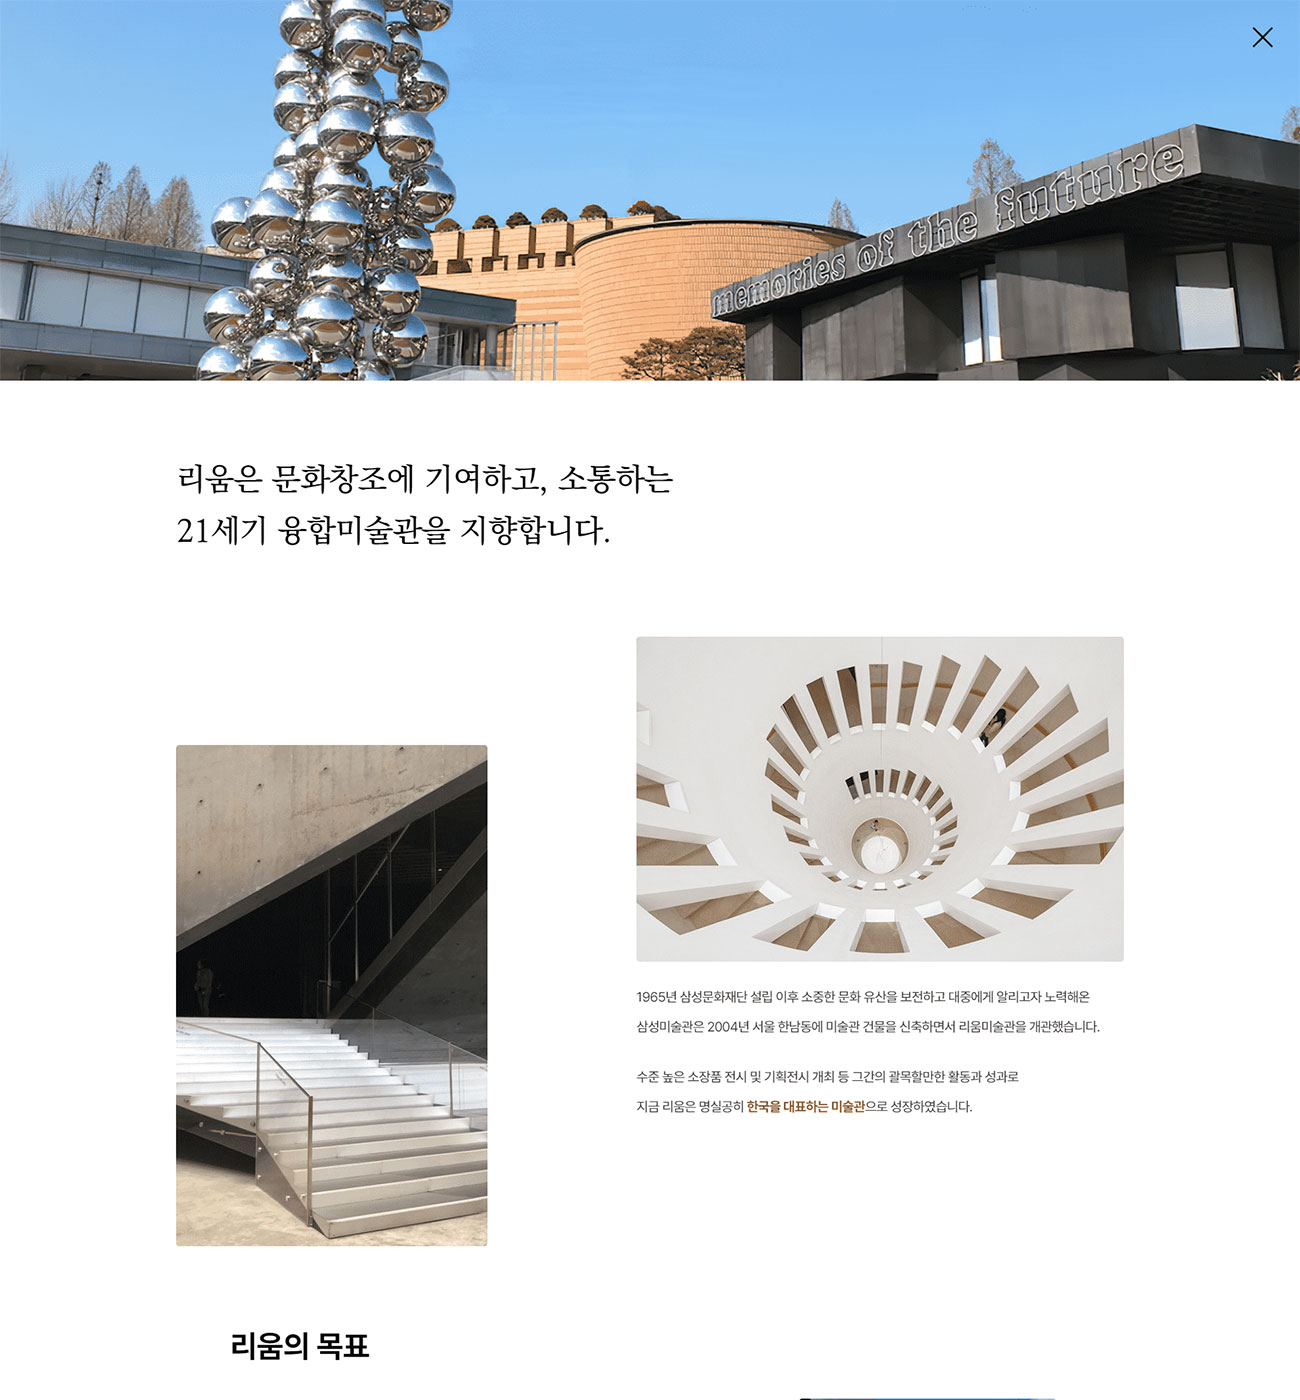 memories of the future
리움은 문화창조에 기여하고, 소통하는
21세기 융합미술관을 지향합니다.
1965년 삼성문화재단 설립 이후 소중한 문화 유산을 보전하고 대중에게 알리고자 노력해온
삼성미술관은 2004년 서울 한남동에 미술관 건물을 신축하면서 리움미술관을 개관했습니다.
수준 높은 소장품 전시 및 기획전시 개최 등 그간의 괄목할만한 활동과 성과로
지금 리움은 명실공히 한국을 대표하는 미술관으로 성장하였습니다.
리움의 목표